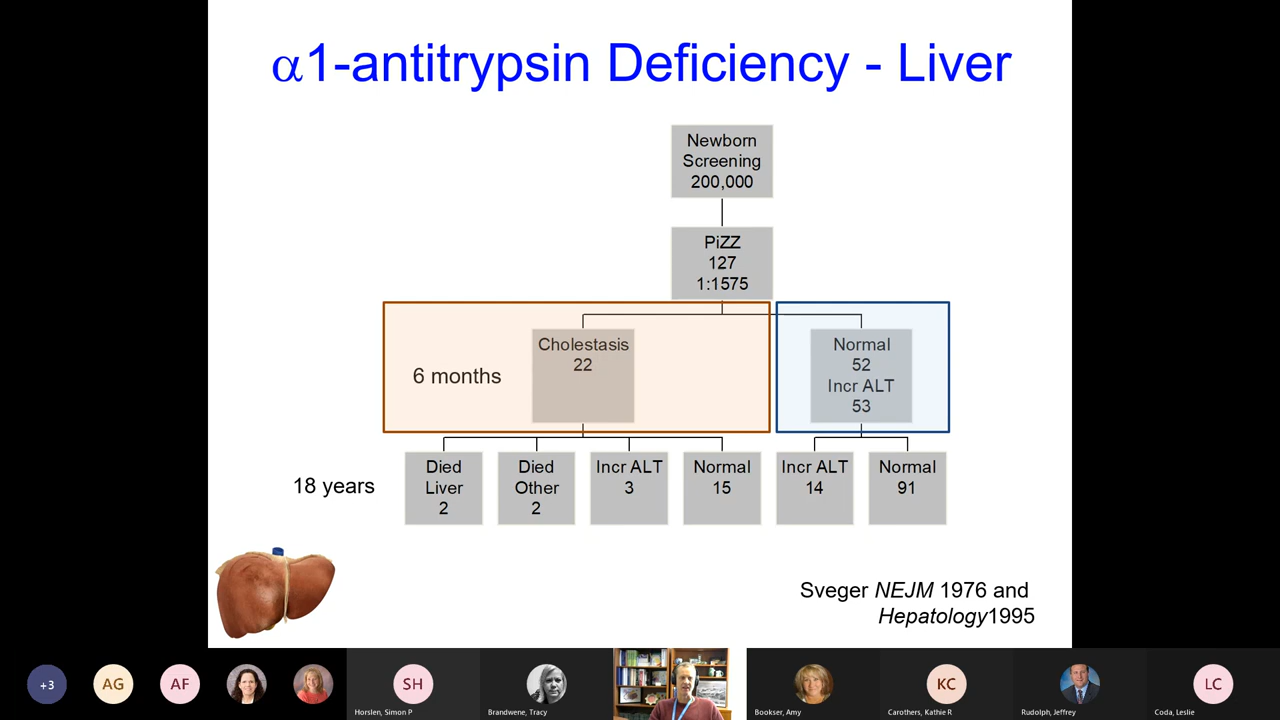 α1-antitrypsin Deficiency - Liver
Newborn
Screening
200,000
PiZZ
127
1:1575
6 months
Cholestasis
22
Normal
52
Incr ALT
53
18 years
Died
Liver
2
Died
Other
2
Incr ALT
3
Normal
15
Incr ALT
14
Normal
91
Sveger NEJM 1976 and
Hepatology1995
+3
AG
AF
SH
Horslen, Simon P
Brandwene, Tracy
Bookser, Amy
KC
Carothers, Kathie R
Rudolph, Jeffrey
LC
Coda, Leslie